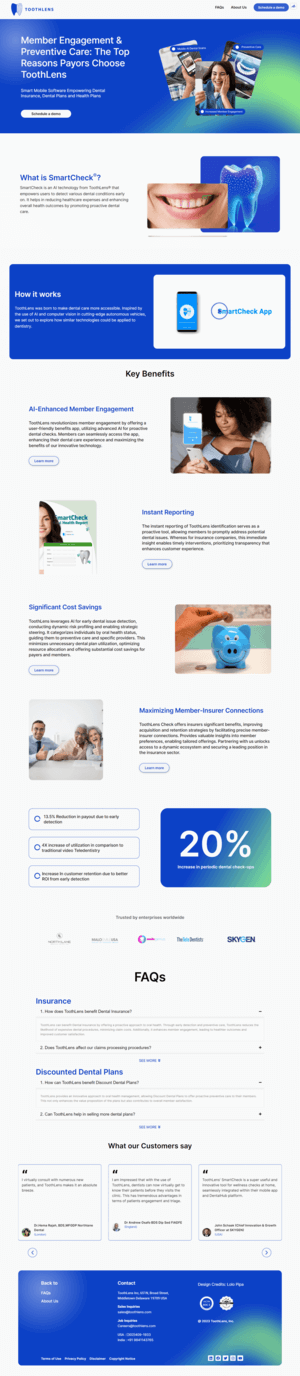 TOOTHLENS
FAQs
About Us
Schedule a demo
Member Engagement &
Preventive Care: The Top
Reasons Payors Choose
ToothLens
Smart Mobile Software Empowering Dental
Insurance, Dental Plans and Health Plans
Schedule a demo
What is SmartCheck®?
SmartCheck is an AI technology from ToothLens® that
empowers users to detect various dental conditions early
on. It helps in reducing healthcare expenses and enhancing
overall health outcomes by promoting proactive dental
care.
How it works
ToothLens was born to make dental care more accessible. Inspired by
the use of AI and computer vision in cutting-edge autonomous vehicles,
we set out to explore how similar technologies could be applied to
dentistry.
SmartCheck App
Key Benefits
AI-Enhanced Member Engagement
ToothLens revolutionizes member engagement by offering a
user-friendly benefits app, utilizing advanced AI for proactive
dental checks. Members can seamlessly access the app,
enhancing their dental care experience and maximizing the
benefits of our innovative technology.
Learn more
Instant Reporting
The instant reporting of ToothLens identification serves as a
proactive tool, allowing members to promptly address potential
dental issues. Whereas for insurance companies, this immediate
insight enables timely interventions, prioritizing transparency that
enhances customer experience.
Learn more
Significant Cost Savings
ToothLens leverages AI for early dental issue detection,
conducting dynamic risk profiling and enabling strategic
steering. It categorizes individuals by oral health status,
guiding them to preventive care and specific providers. This
minimizes unnecessary dental plan utilization, optimizing
resource allocation and offering substantial cost savings for
payers and members.
Learn more
Maximizing Member-Insurer Connections
ToothLens Check offers insurers significant benefits, improving
acquisition and retention strategies by facilitating precise member-
insurer connections. Provides valuable insights into member
preferences, enabling tailored offerings. Partnering with us unlocks
access to a dynamic ecosystem and securing a leading position in
the insurance sector.
Learn more
13.5% Reduction in payout due to early
detection
4X increase of utilization in comparison to
traditional video Teledentistry
Increase in customer retention due to better
ROI from early detection
20%
Increase in periodic dental check-ups
Trusted by enterprises worldwide
SKYGEN
FAQs
Insurance
1. How does ToothLens benefit Dental Insurance?
2. Does ToothLens affect our claims processing procedures?
SEE MORE
Discounted Dental Plans
1. How can ToothLens benefit Discount Dental Plans?
2. Can ToothLens help in selling more dental plans?
SEE MORE
What our Customers say
I virtually consult with numerous new
patients, and ToothLens makes it an absolute
breeze.
I am impressed that with the use of
ToothLens, dentists can now virtually get to
know their patients before they visits the
clinic. This has tremendous advantages in
terms of patients engagement and triage.
ToothLens' SmartCheck is a super useful and
innovative tool for wellness checks at home,
seamlessly integrated within their mobile app
and DentalHub platform.
Back to
FAQs
About Us
Contact
Sales Inquiries
sales@toothlens.com
Job Inquiries
Careers@toothlens.com
Design Credits: Lolo Pips
© 2022 ToothLens, Inc.
Terms of Use
Privacy Policy
Disclaimer
Copyright Notice